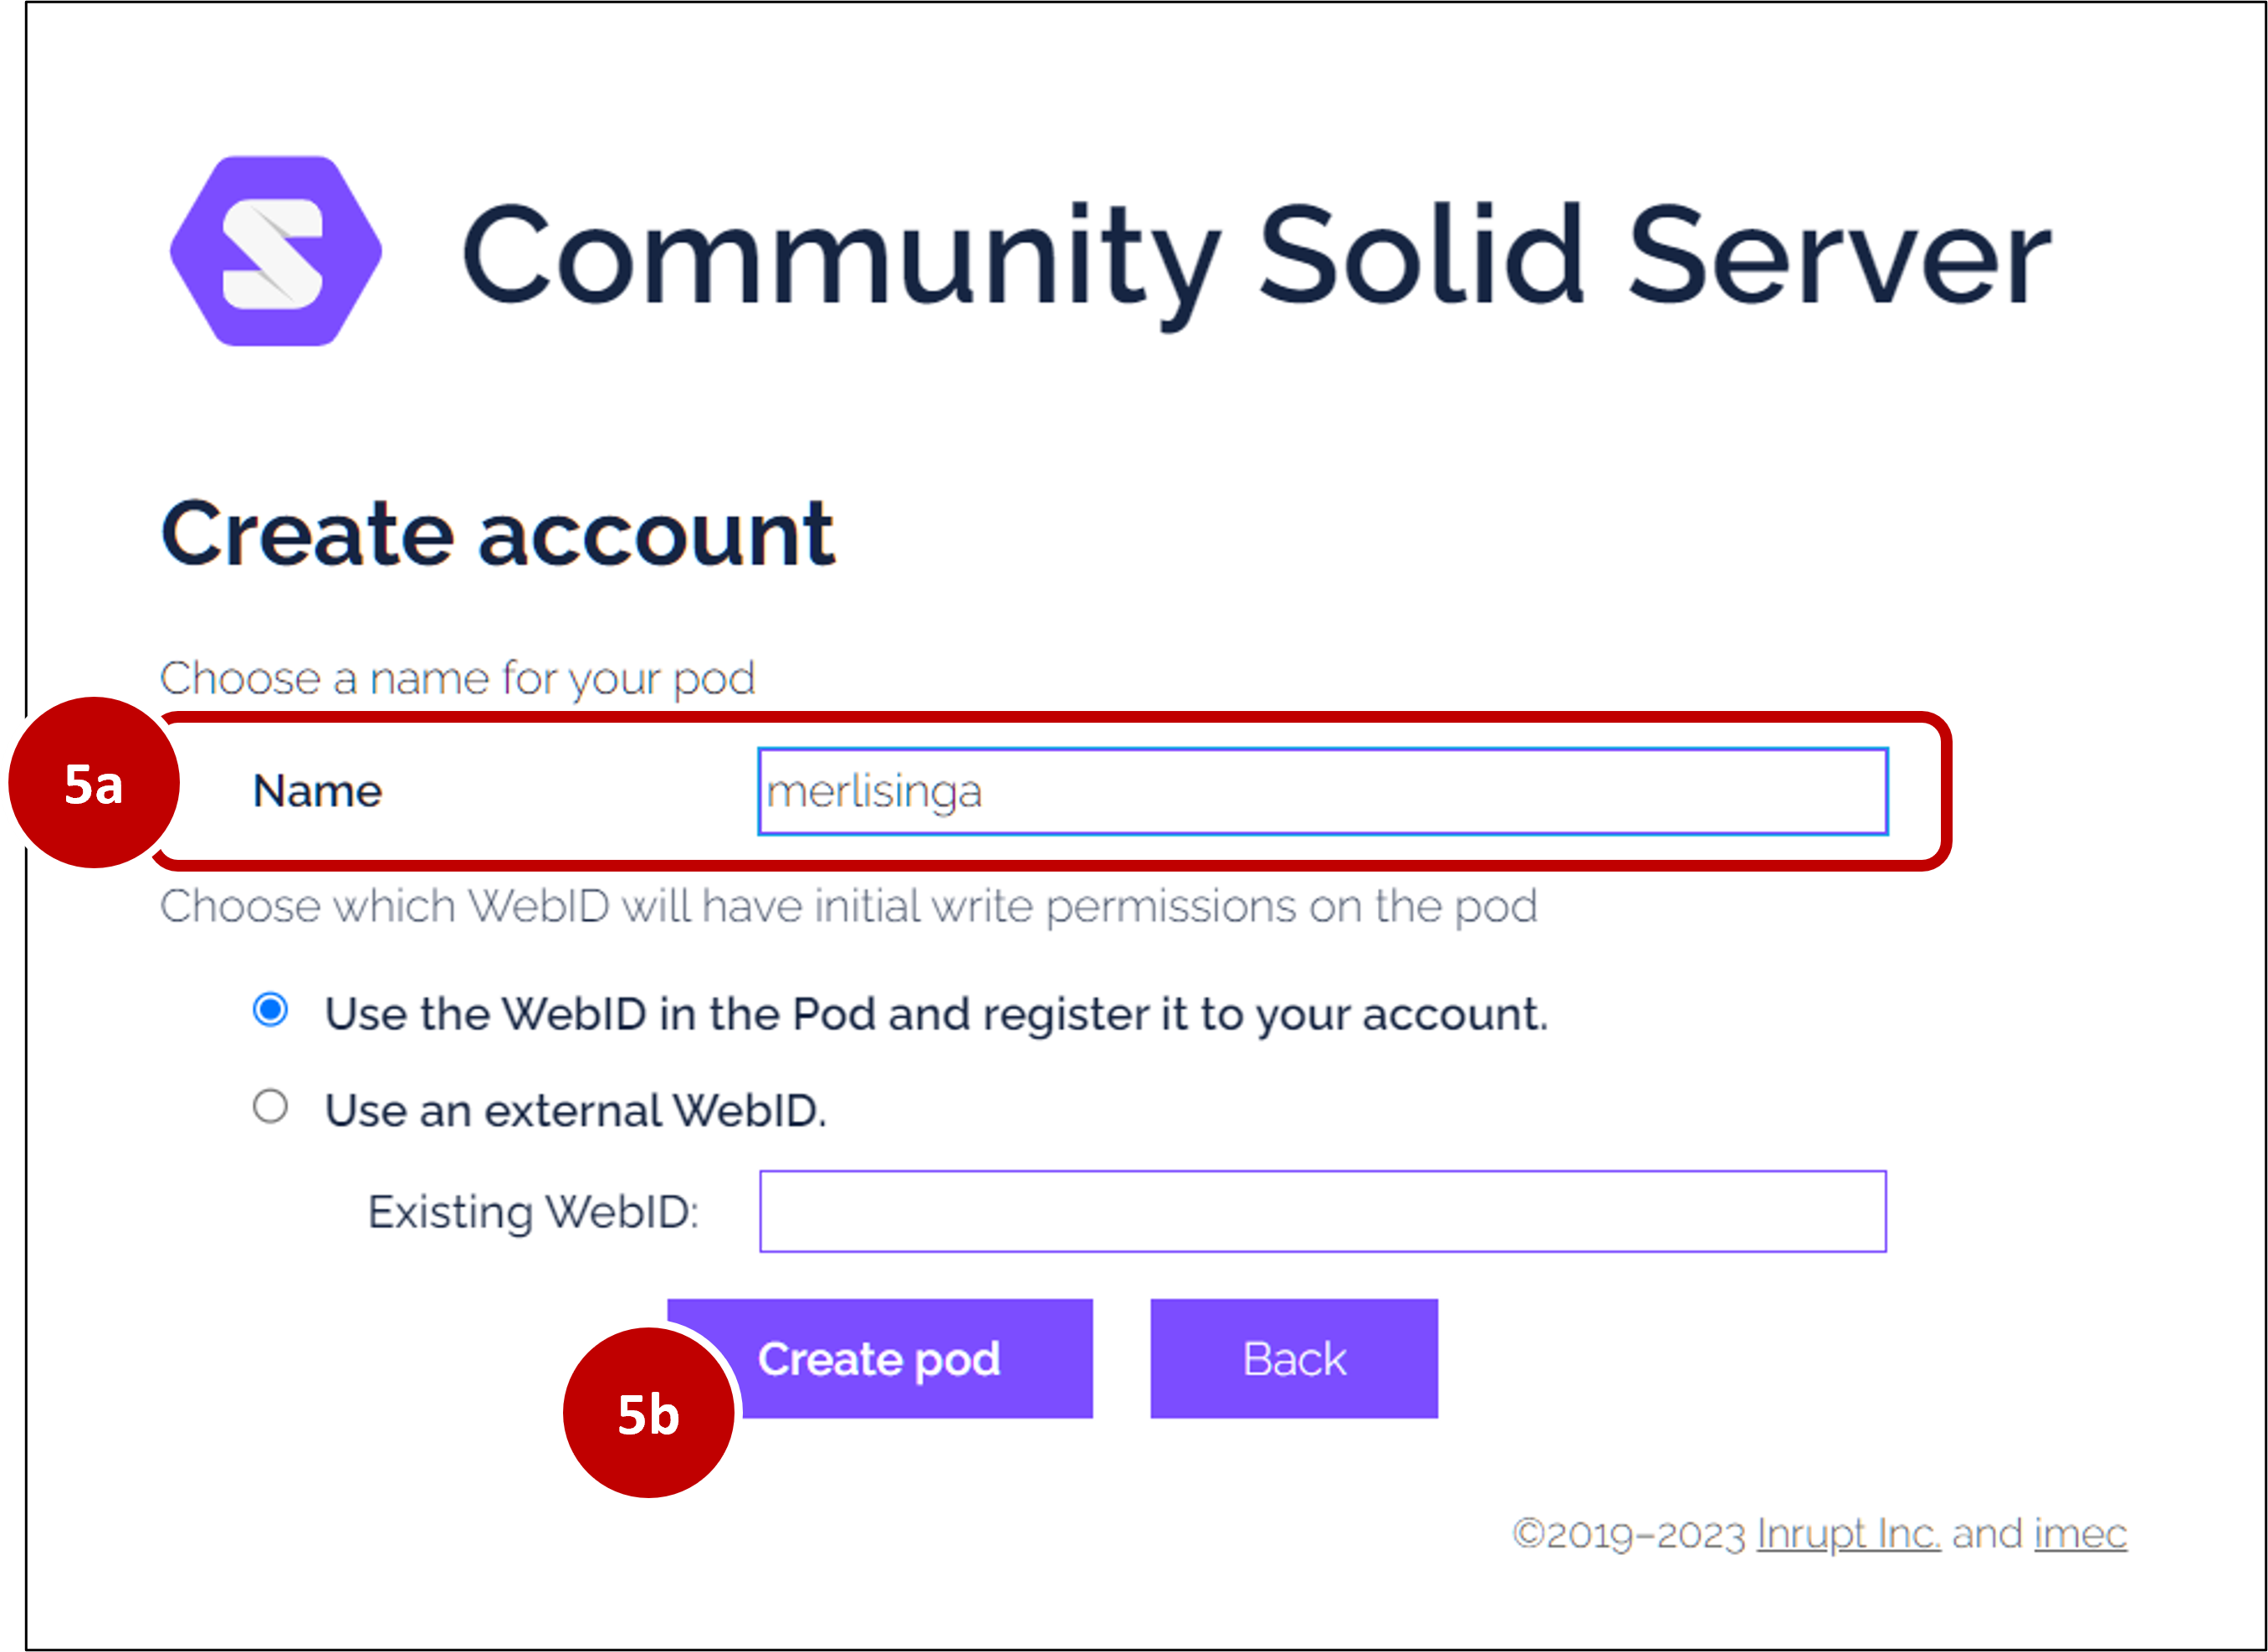 Community Solid Server
Create account
Choose a name for your pod
5a
Name
merlisinga
Choose which WebID will have initial write permissions on the pod
Use the WebID in the Pod and register it to your account.
Use an external WebID.
Existing WebID:
5b
Create pod
Back
©2019–2023 Inrupt Inc. and imec